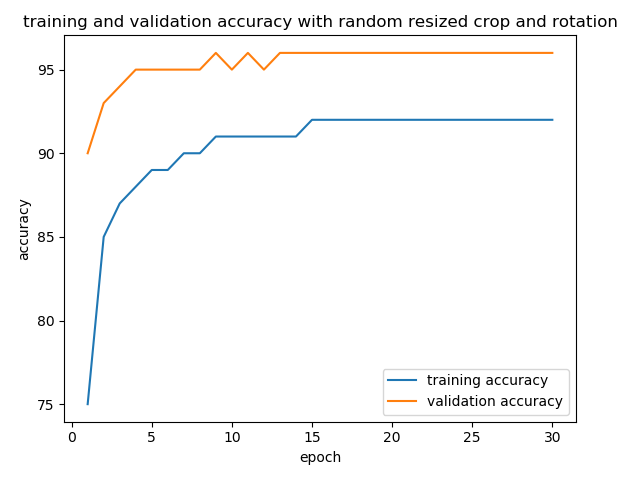 training and validation accuracy with random resized crop and rotation
95
90
85
80
75
accuracy
training accuracy
validation accuracy
0 5 10 15 20 25 30
epoch